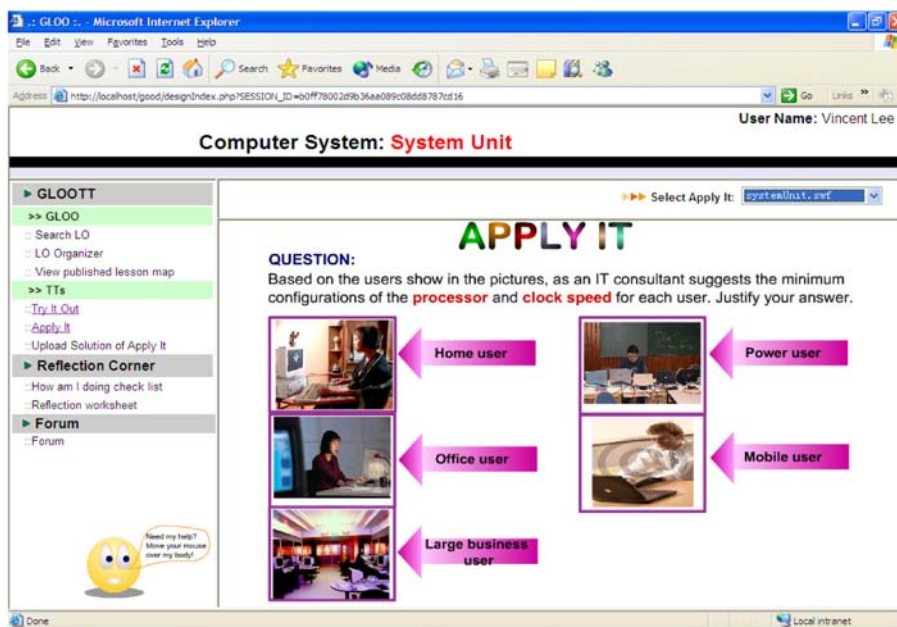 .: GLOO :. - Microsoft Internet Explorer
File Edit View Favorites Tools Help
Back Search Favorites Media
Address http://localhost/good/designIndex.php?SESSION_ID=b0ff78002d9b36aa089c08dd8787cd16 Go Links »
User Name: Vincent Lee
Computer System: System Unit
GLOOTT
>> GLOO
:: Search LO
:: LO Organizer
:: View published lesson map
>> TTs
::Try It Out
::Apply It
::Upload Solution of Apply It
Reflection Corner
::How am I doing check list
::Reflection worksheet
Forum
::Forum
Need my help?
Move your mouse
over my body!
Select Apply It: systemUnit.swf
APPLY IT
QUESTION:
Based on the users show in the pictures, as an IT consultant suggests the minimum
configurations of the processor and clock speed for each user. Justify your answer.
Home user
Power user
Office user
Mobile user
Large business
user
Done
Local intranet